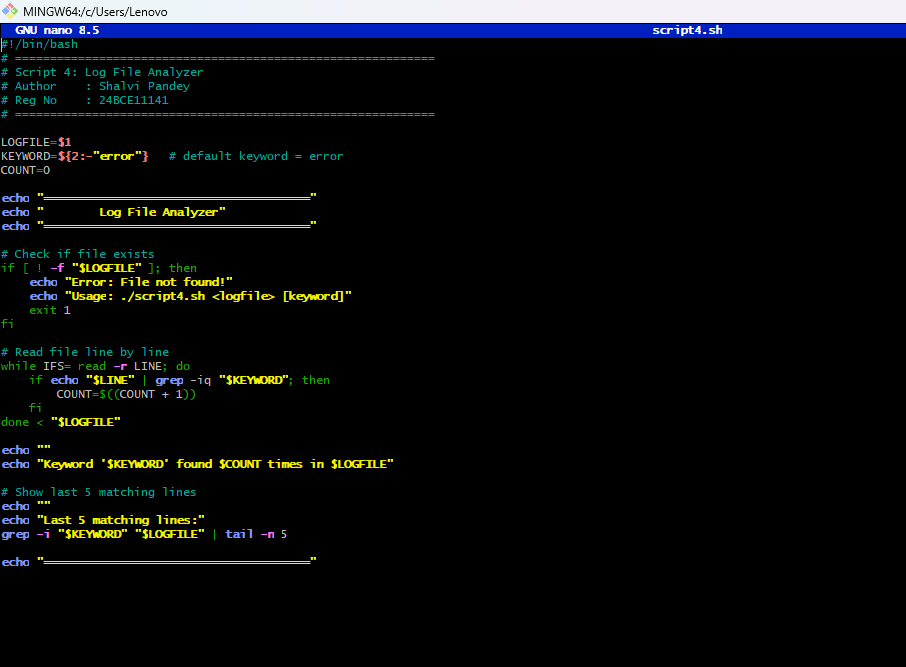 MINGW64:/c/Users/Lenovo
GNU nano 8.5 script4.sh
#!/bin/bash
# ============================================================
# Script 4: Log File Analyzer
# Author    : Shalvi Pandey
# Reg No    : 24BCE11141
# ============================================================
LOGFILE=$1
KEYWORD=${2:-"error"}   # default keyword = error
COUNT=0
echo "══════════════════════════════════════"
echo "        Log File Analyzer"
echo "══════════════════════════════════════"
# Check if file exists
if [ ! -f "$LOGFILE" ]; then
    echo "Error: File not found!"
    echo "Usage: ./script4.sh <logfile> [keyword]"
    exit 1
fi
# Read file line by line
while IFS= read -r LINE; do
    if echo "$LINE" | grep -iq "$KEYWORD"; then
        COUNT=$((COUNT + 1))
    fi
done < "$LOGFILE"
echo ""
echo "Keyword '$KEYWORD' found $COUNT times in $LOGFILE"
# Show last 5 matching lines
echo ""
echo "Last 5 matching lines:"
grep -i "$KEYWORD" "$LOGFILE" | tail -n 5
echo "══════════════════════════════════════"